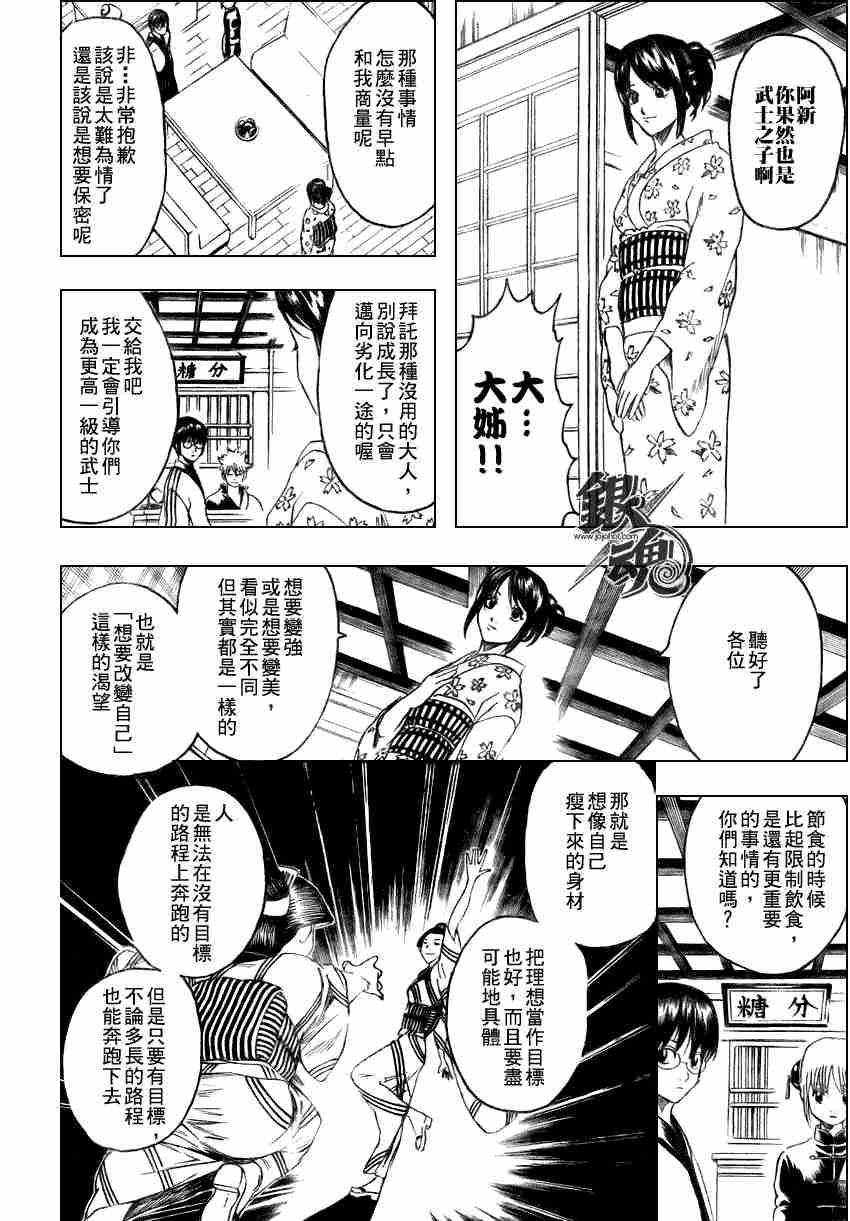 阿新
你果然也是
武士之子啊
大…
大姊!!
那種事情
怎麼沒有早點
和我商量呢
非…非常抱歉
該說是太難為情了
還是該說是想要保密呢
拜託那種沒用的大人，
別說成長了，只會
邁向劣化一途的喔
交給我吧
我一定會引導你們
成為更高一級的武士
糖分
銀魂
www.jojohot.com
聽好了
各位
想要變強
或是想要變美，
看似完全不同
但其實都是一樣的
也就是
「想要改變自己」
這樣的渴望
節食的時候
比起限制飲食，
是還有更重要
的事情的，
你們知道嗎？
糖分
那就是
想像自己
瘦下來的身材
把理想當作目標
也好，而且要盡
可能地具體
人
是無法在沒有目標
的路程上奔跑的
但是只要有目標，
不論多長的路程
也能奔跑下去